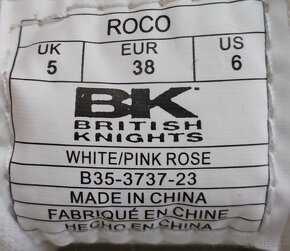 ROCO
UK EUR US
5 38 6
BK
BRITISH
KNIGHTS
WHITE/PINK ROSE
B35-3737-23
MADE IN CHINA
FABRIQUÉ EN CHINE
HECHO EN CHINA